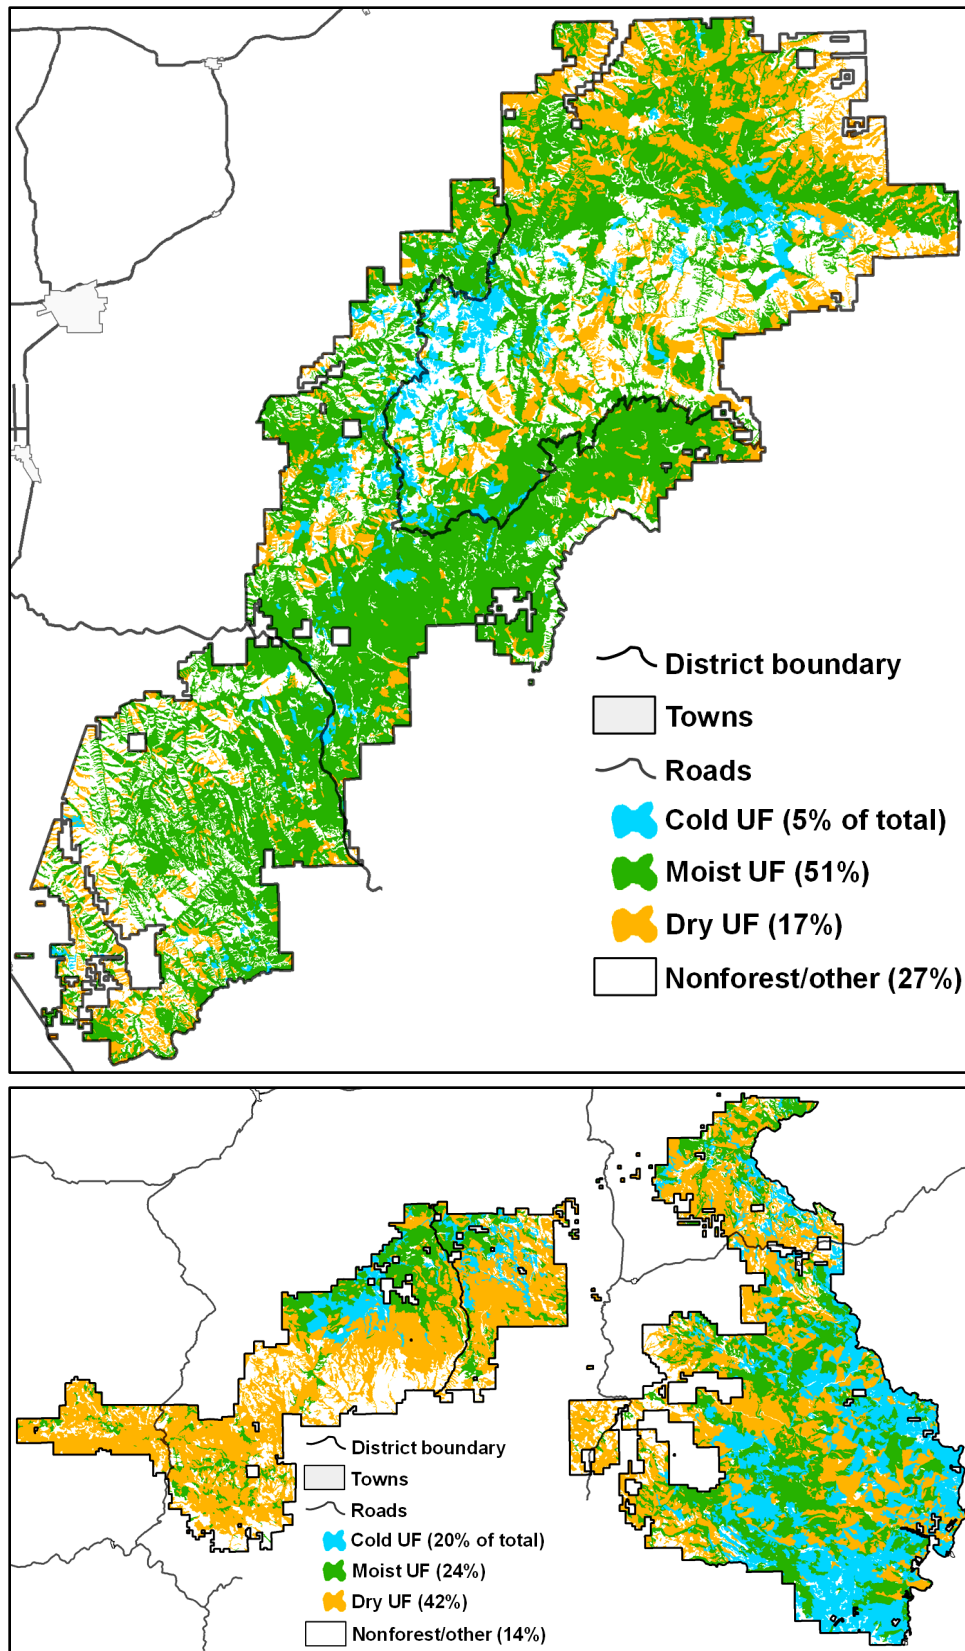 District boundary
Towns
Roads
Cold UF (5% of total)
Moist UF (51%)
Dry UF (17%)
Nonforest/other (27%)
District boundary
Towns
Roads
Cold UF (20% of total)
Moist UF (24%)
Dry UF (42%)
Nonforest/other (14%)